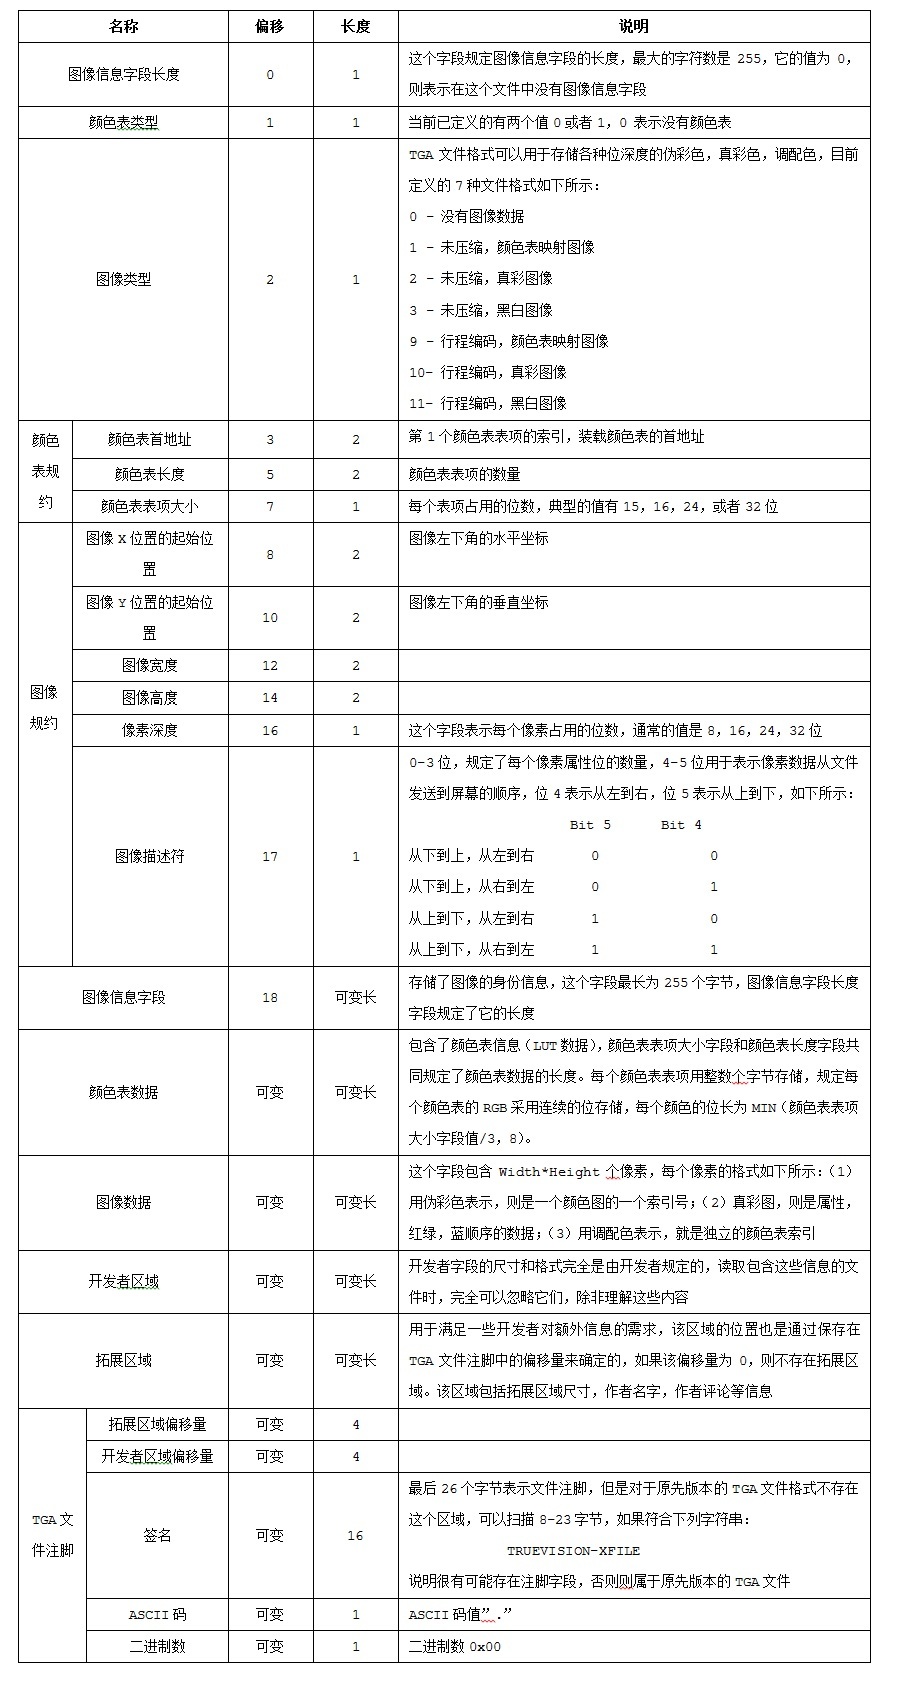 名称 偏移 长度 说明
图像信息字段长度 0 1 这个字段规定图像信息字段的长度，最大的字符数是 255，它的值为 0，
则表示在这个文件中没有图像信息字段
颜色表类型 1 1 当前已定义的有两个值 0 或者 1，0 表示没有颜色表
图像类型 2 1 TGA 文件格式可以用于存储各种位深度的伪彩色，真彩色，调配色，目前
定义的 7 种文件格式如下所示：
0 - 没有图像数据
1 - 未压缩，颜色表映射图像
2 - 未压缩，真彩图像
3 - 未压缩，黑白图像
9 - 行程编码，颜色表映射图像
10- 行程编码，真彩图像
11- 行程编码，黑白图像
颜色
表规
约
颜色表首地址 3 2 第 1 个颜色表表项的索引，装载颜色表的首地址
颜色表长度 5 2 颜色表表项的数量
颜色表表项大小 7 1 每个表项占用的位数，典型的值有 15，16，24，或者 32 位
图像
规约
图像 X 位置的起始位
置
8 2 图像左下角的水平坐标
图像 Y 位置的起始位
置
10 2 图像左下角的垂直坐标
图像宽度 12 2
图像高度 14 2
像素深度 16 1 这个字段表示每个像素占用的位数，通常的值是 8，16，24，32 位
图像描述符 17 1 0-3 位，规定了每个像素属性位的数量，4-5 位用于表示像素数据从文件
发送到屏幕的顺序，位 4 表示从左到右，位 5 表示从上到下，如下所示：
Bit 5 Bit 4
从下到上，从左到右 0 0
从下到上，从右到左 0 1
从上到下，从左到右 1 0
从上到下，从右到左 1 1
图像信息字段 18 可变长 存储了图像的身份信息，这个字段最长为 255 个字节，图像信息字段长度
字段规定了它的长度
颜色表数据 可变 可变长 包含了颜色表信息（LUT 数据），颜色表表项大小字段和颜色表长度字段共
同规定了颜色表数据的长度。每个颜色表表项用整数个字节存储，规定每
个颜色表的 RGB 采用连续的位存储，每个颜色的位长为 MIN（颜色表表项
大小字段值/3，8）。
图像数据 可变 可变长 这个字段包含 Width*Height 个像素，每个像素的格式如下所示：（1）
用伪彩色表示，则是一个颜色图的一个索引号；（2）真彩图，则是属性，
红绿，蓝顺序的数据；（3）用调配色表示，就是独立的颜色表索引
开发者区域 可变 可变长 开发者字段的尺寸和格式完全是由开发者规定的，读取包含这些信息的文
件时，完全可以忽略它们，除非理解这些内容
拓展区域 可变 可变长 用于满足一些开发者对额外信息的需求，该区域的位置也是通过保存在
TGA 文件注脚中的偏移量来确定的，如果该偏移量为 0，则不存在拓展区
域。该区域包括拓展区域尺寸，作者名字，作者评论等信息
TGA 文
件注脚
拓展区域偏移量 可变 4
开发者区域偏移量 可变 4
签名 可变 16 最后 26 个字节表示文件注脚，但是对于原先版本的 TGA 文件格式不存在
这个区域，可以扫描 8-23 字节，如果符合下列字符串：
TRUEVISION-XFILE
说明很有可能存在注脚字段，否则则属于原先版本的 TGA 文件
ASCII 码 可变 1 ASCII 码值”.”
二进制数 可变 1 二进制数 0x00